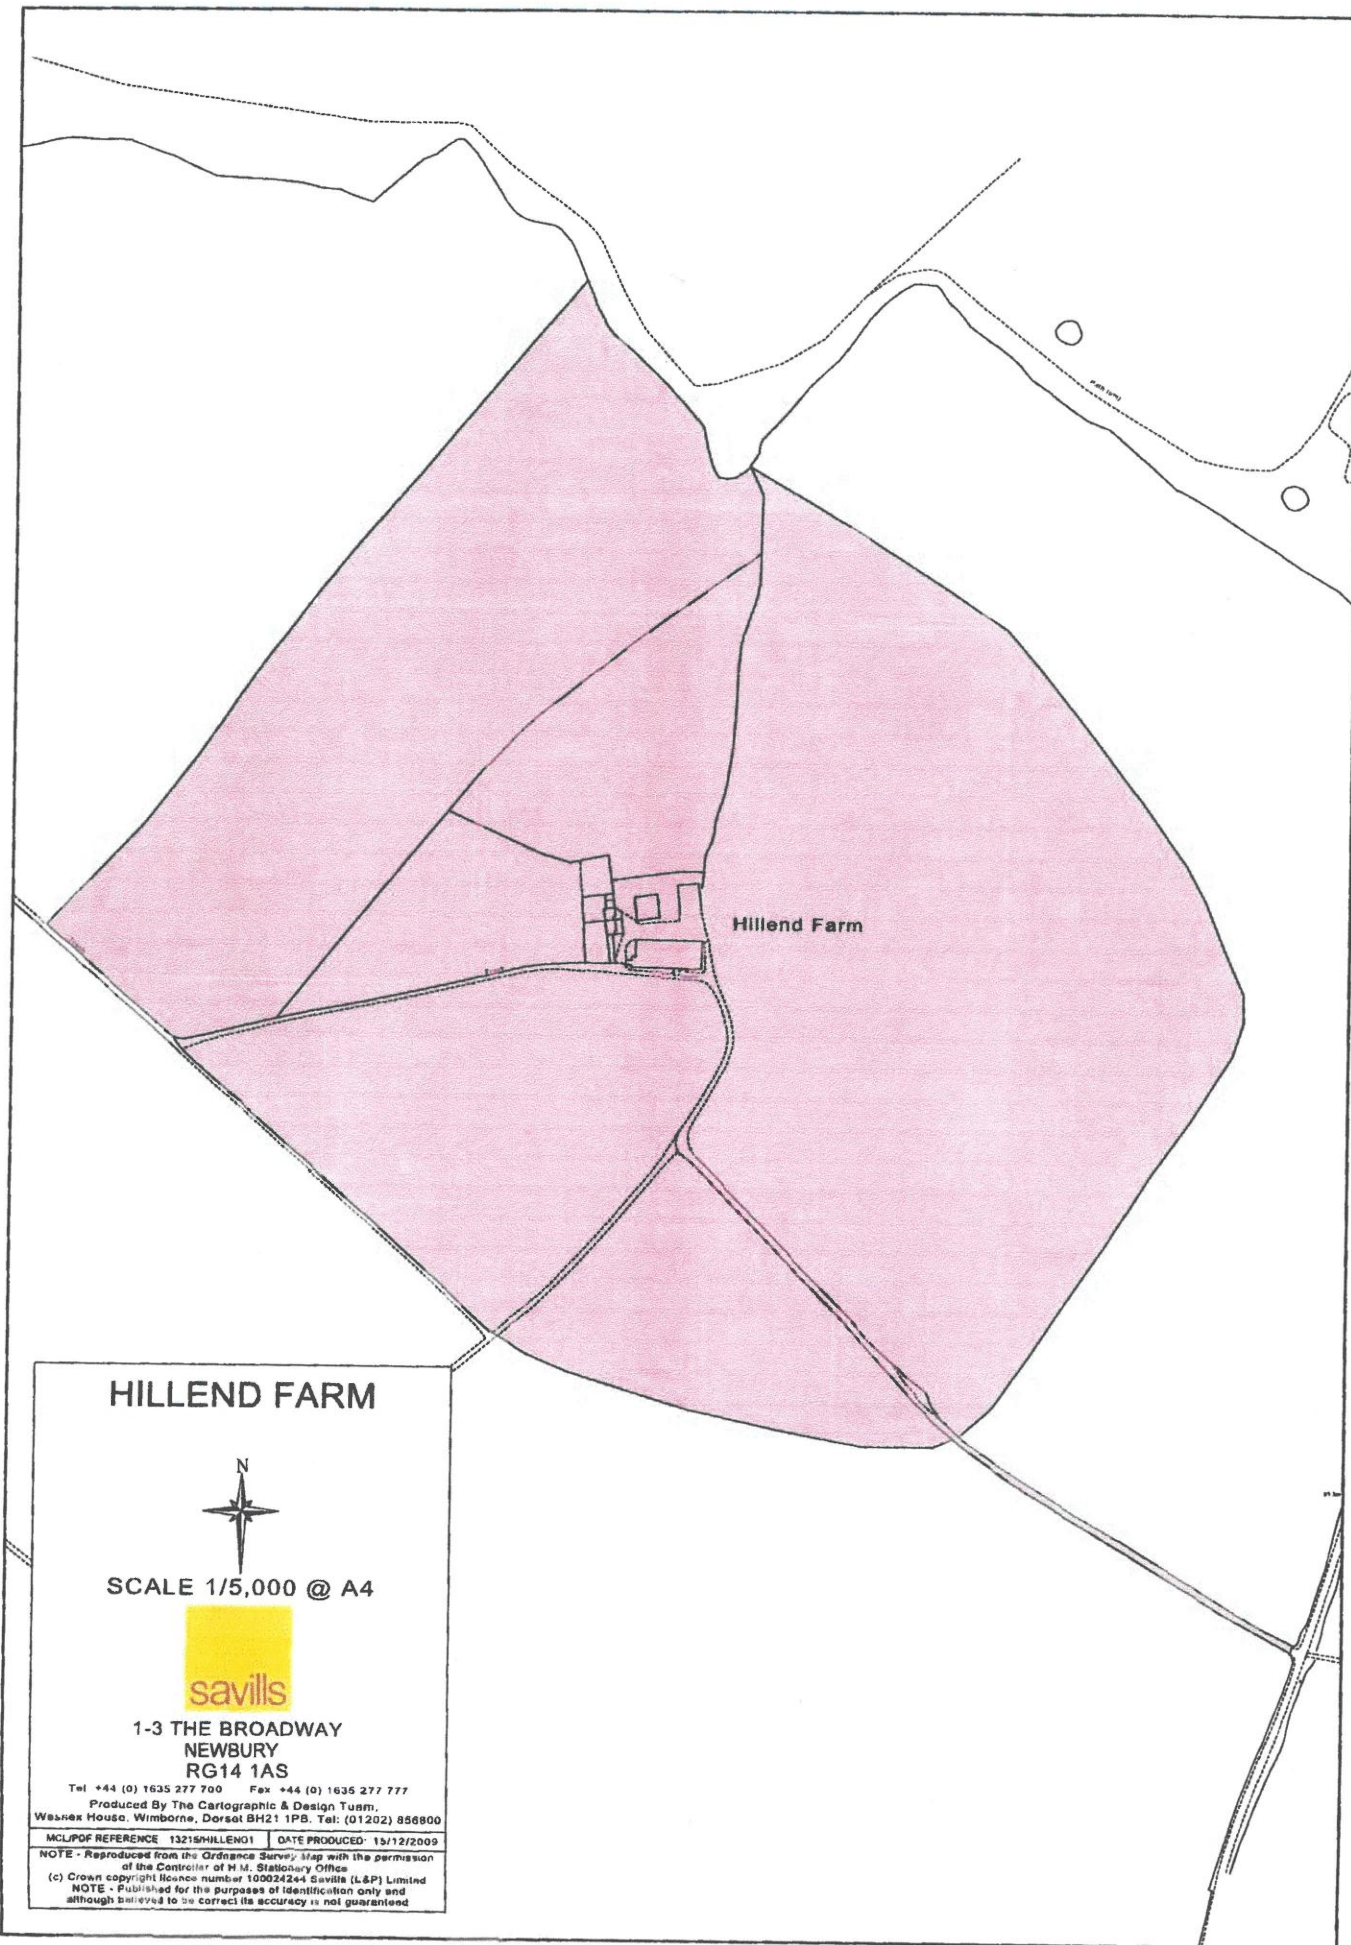 Path (um)
Hillend Farm
HILLEND FARM
N
SCALE 1/5,000 @ A4
savills
1-3 THE BROADWAY
NEWBURY
RG14 1AS
Tel +44 (0) 1635 277 700 Fax +44 (0) 1635 277 777
Produced By The Cartographic & Design Team,
Wessex House, Wimborne, Dorset BH21 1PB. Tel: (01202) 856800
MCL/PDF REFERENCE 13215/HILLEN01 DATE PRODUCED: 15/12/2009
NOTE - Reproduced from the Ordnance Survey Map with the permission
of the Controller of H.M. Stationary Office
(c) Crown copyright licence number 100024244 Savills (L&P) Limited
NOTE - Published for the purposes of identification only and
although believed to be correct its accuracy is not guaranteed